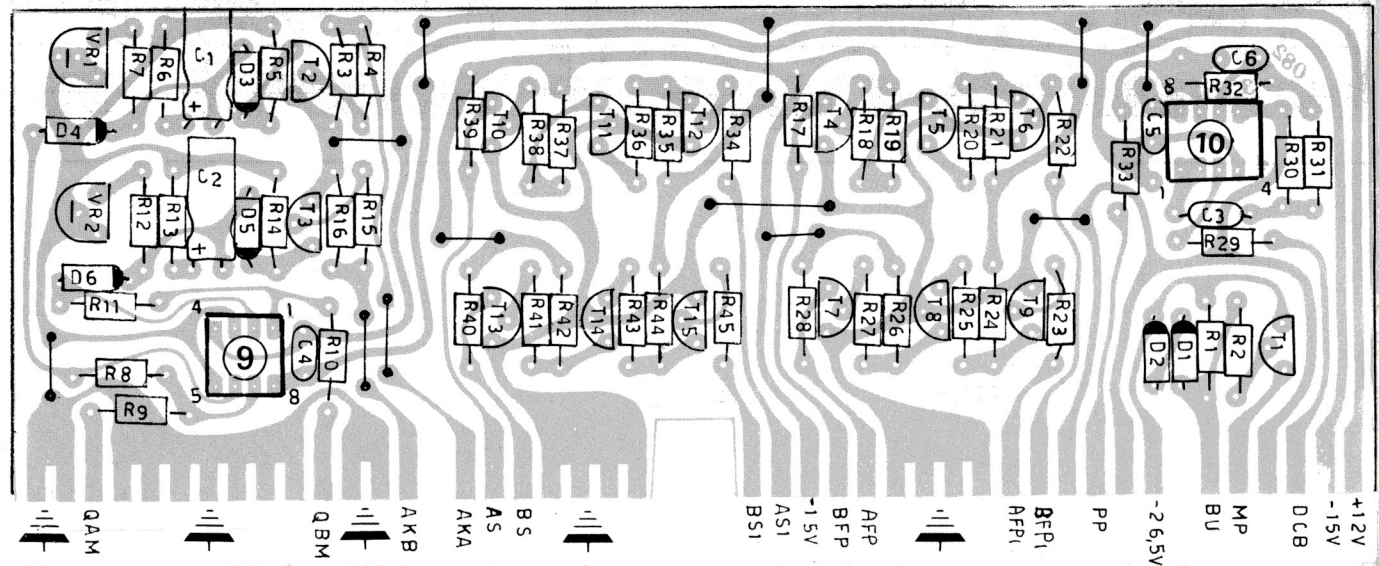 VR1 R7 R6 C1 D3 R5 T2 R3 R4
+
D4
R39 T10 R38 R37 T11 R36 R35 T12 R34
R17 T4 R18 R19 T5 R20 R21 T6 R22
C6
R32
8
C5 10 R33 R30 R31
1 4
C3
R29
VR2 R12 R13 C2 D5 R14 T3 R16 R15
+
D6
R11
4 1
9 C4 R10
5 8
R8
R9
R40 T13 R41 R42 T14 R43 R44 T15 R45
R28 T7 R27 R26 T8 R25 R24 T9 R23
D2 D1 R1 R2 T1
082
QAM QBM AKB AKA AS BS BS1 AS1 -15V BFP AFP AFP1 BFP1 PP -26,5V BU MP DCB -15V +12V